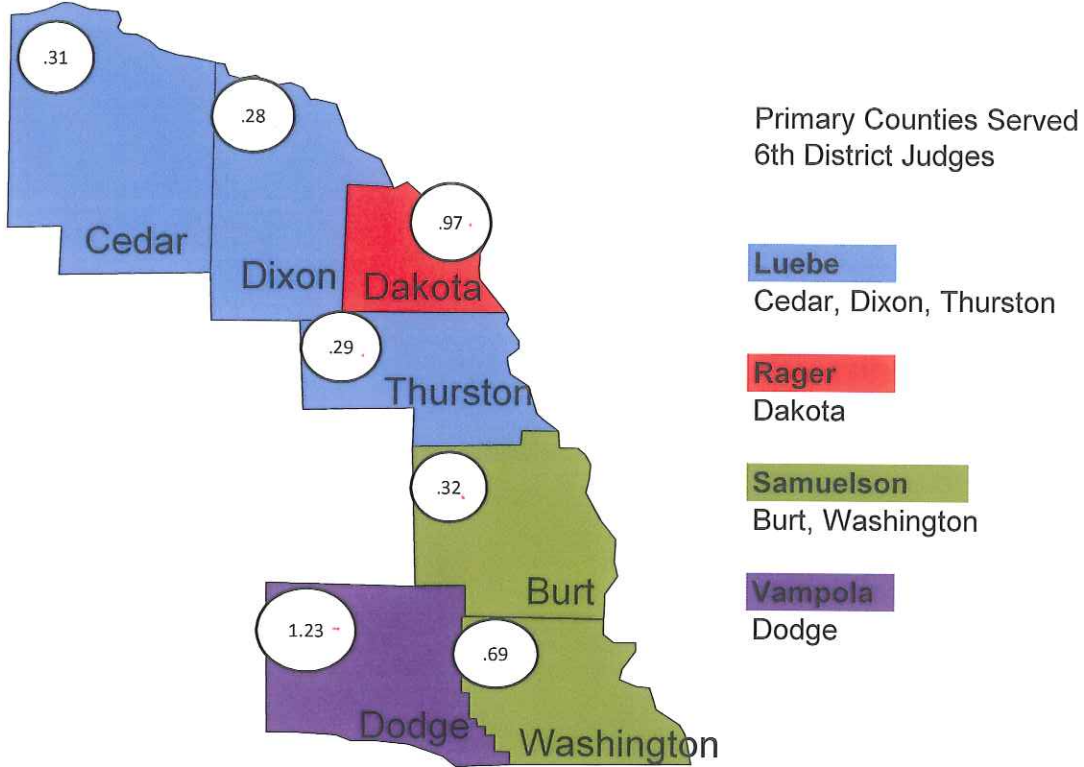 .31
.28
Primary Counties Served
6th District Judges
.97
Cedar
Dixon
Dakota
Luebe
Cedar, Dixon, Thurston
.29
Thurston
Rager
Dakota
.32
Samuelson
Burt, Washington
Burt
Vampola
Dodge
1.23
.69
Dodge
Washington